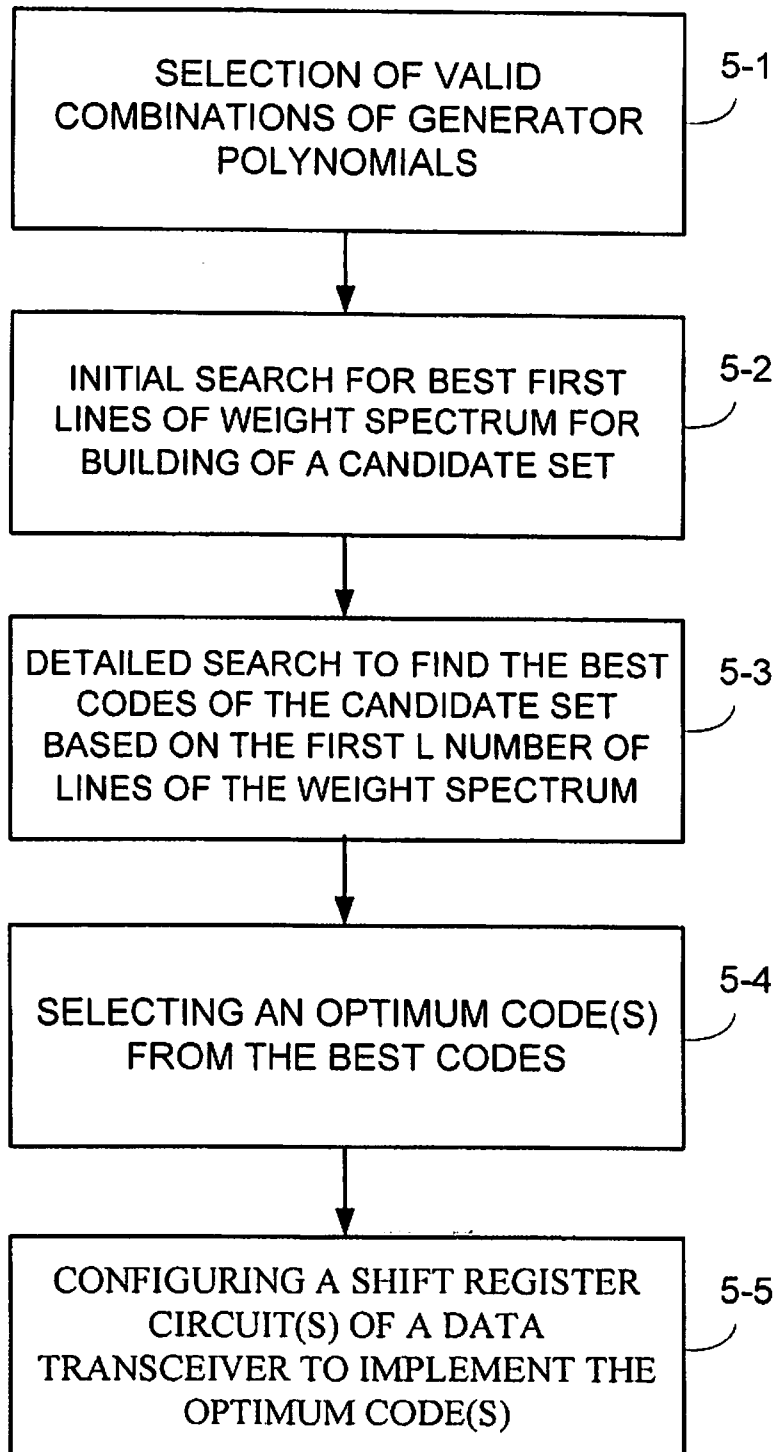 SELECTION OF VALID
COMBINATIONS OF GENERATOR
POLYNOMIALS
5-1
INITIAL SEARCH FOR BEST FIRST
LINES OF WEIGHT SPECTRUM FOR
BUILDING OF A CANDIDATE SET
5-2
DETAILED SEARCH TO FIND THE BEST
CODES OF THE CANDIDATE SET
BASED ON THE FIRST L NUMBER OF
LINES OF THE WEIGHT SPECTRUM
5-3
SELECTING AN OPTIMUM CODE(S)
FROM THE BEST CODES
5-4
CONFIGURING A SHIFT REGISTER
CIRCUIT(S) OF A DATA
TRANSCEIVER TO IMPLEMENT THE
OPTIMUM CODE(S)
5-5